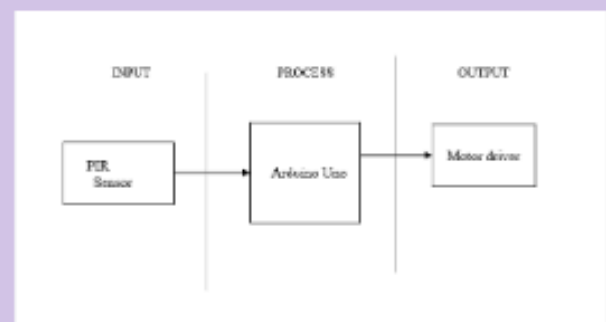 INPUT
PROCESS
OUTPUT
PIR
Sensor
Arduino Uno
Motor driver